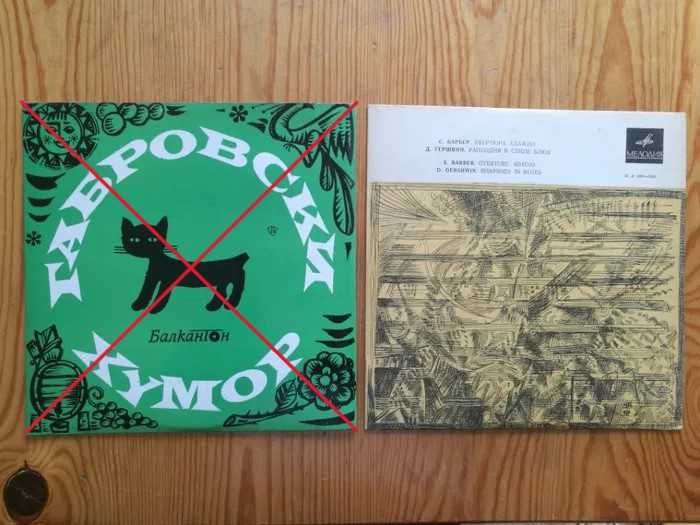 ГАБРОВСКИ
Балкантон
ХУМОР
С. БАРБЕР. УВЕРТЮРА. АДАЖИО
Д. ГЕРШВИН. РАПСОДИЯ В СТИЛЕ БЛЮЗ
S. BARBER. OVERTURE. ADAGIO
D. GERSHWIN. RHAPSODY IN BLUES
МЕЛОДИЯ